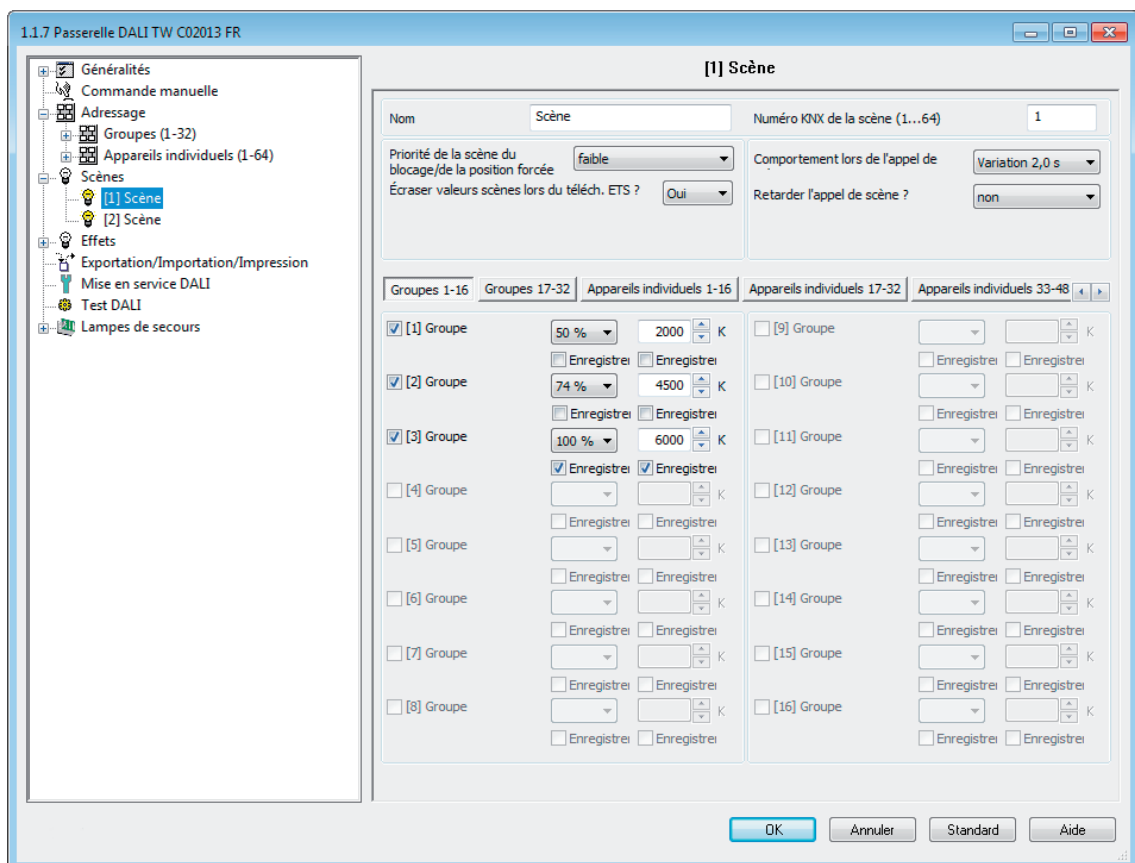 1.1.7 Passerelle DALI TW C02013 FR
Généralités
Commande manuelle
Adressage
Groupes (1-32)
Appareils individuels (1-64)
Scènes
[1] Scène
[2] Scène
Effets
Exportation/Importation/Impression
Mise en service DALI
Test DALI
Lampes de secours
[1] Scène
Nom Scène Numéro KNX de la scène (1...64) 1
Priorité de la scène du
blocage/de la position forcée faible
Écraser valeurs scènes lors du téléch. ETS ? Oui
Comportement lors de l'appel de Variation 2,0 s
Retarder l'appel de scène ? non
Groupes 1-16 Groupes 17-32 Appareils individuels 1-16 Appareils individuels 17-32 Appareils individuels 33-48
[1] Groupe 50 % 2000 K
Enregistrer Enregistrer
[2] Groupe 74 % 4500 K
Enregistrer Enregistrer
[3] Groupe 100 % 6000 K
Enregistrer Enregistrer
[4] Groupe K
Enregistrer Enregistrer
[5] Groupe K
Enregistrer Enregistrer
[6] Groupe K
Enregistrer Enregistrer
[7] Groupe K
Enregistrer Enregistrer
[8] Groupe K
Enregistrer Enregistrer
[9] Groupe K
Enregistrer Enregistrer
[10] Groupe K
Enregistrer Enregistrer
[11] Groupe K
Enregistrer Enregistrer
[12] Groupe K
Enregistrer Enregistrer
[13] Groupe K
Enregistrer Enregistrer
[14] Groupe K
Enregistrer Enregistrer
[15] Groupe K
Enregistrer Enregistrer
[16] Groupe K
Enregistrer Enregistrer
OK Annuler Standard Aide